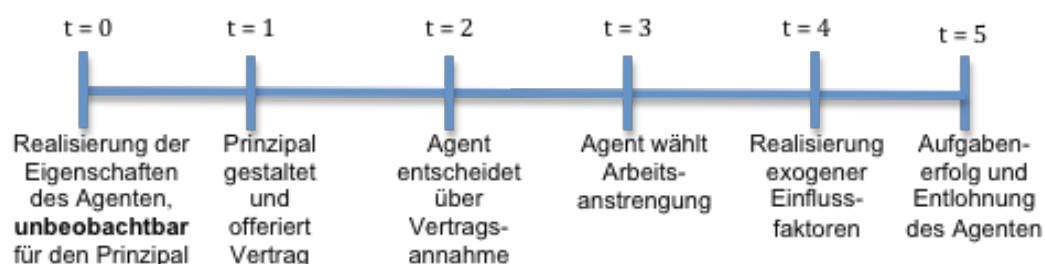 t = 0
t = 1
t = 2
t = 3
t = 4
t = 5
Realisierung der
Eigenschaften
des Agenten,
unbeobachtbar
für den Prinzipal
Prinzipal
gestaltet
und
offeriert
Vertrag
Agent
entscheidet
über
Vertrags-
annahme
Agent wählt
Arbeits-
anstrengung
Realisierung
exogener
Einfluss-
faktoren
Aufgaben-
erfolg und
Entlohnung
des Agenten